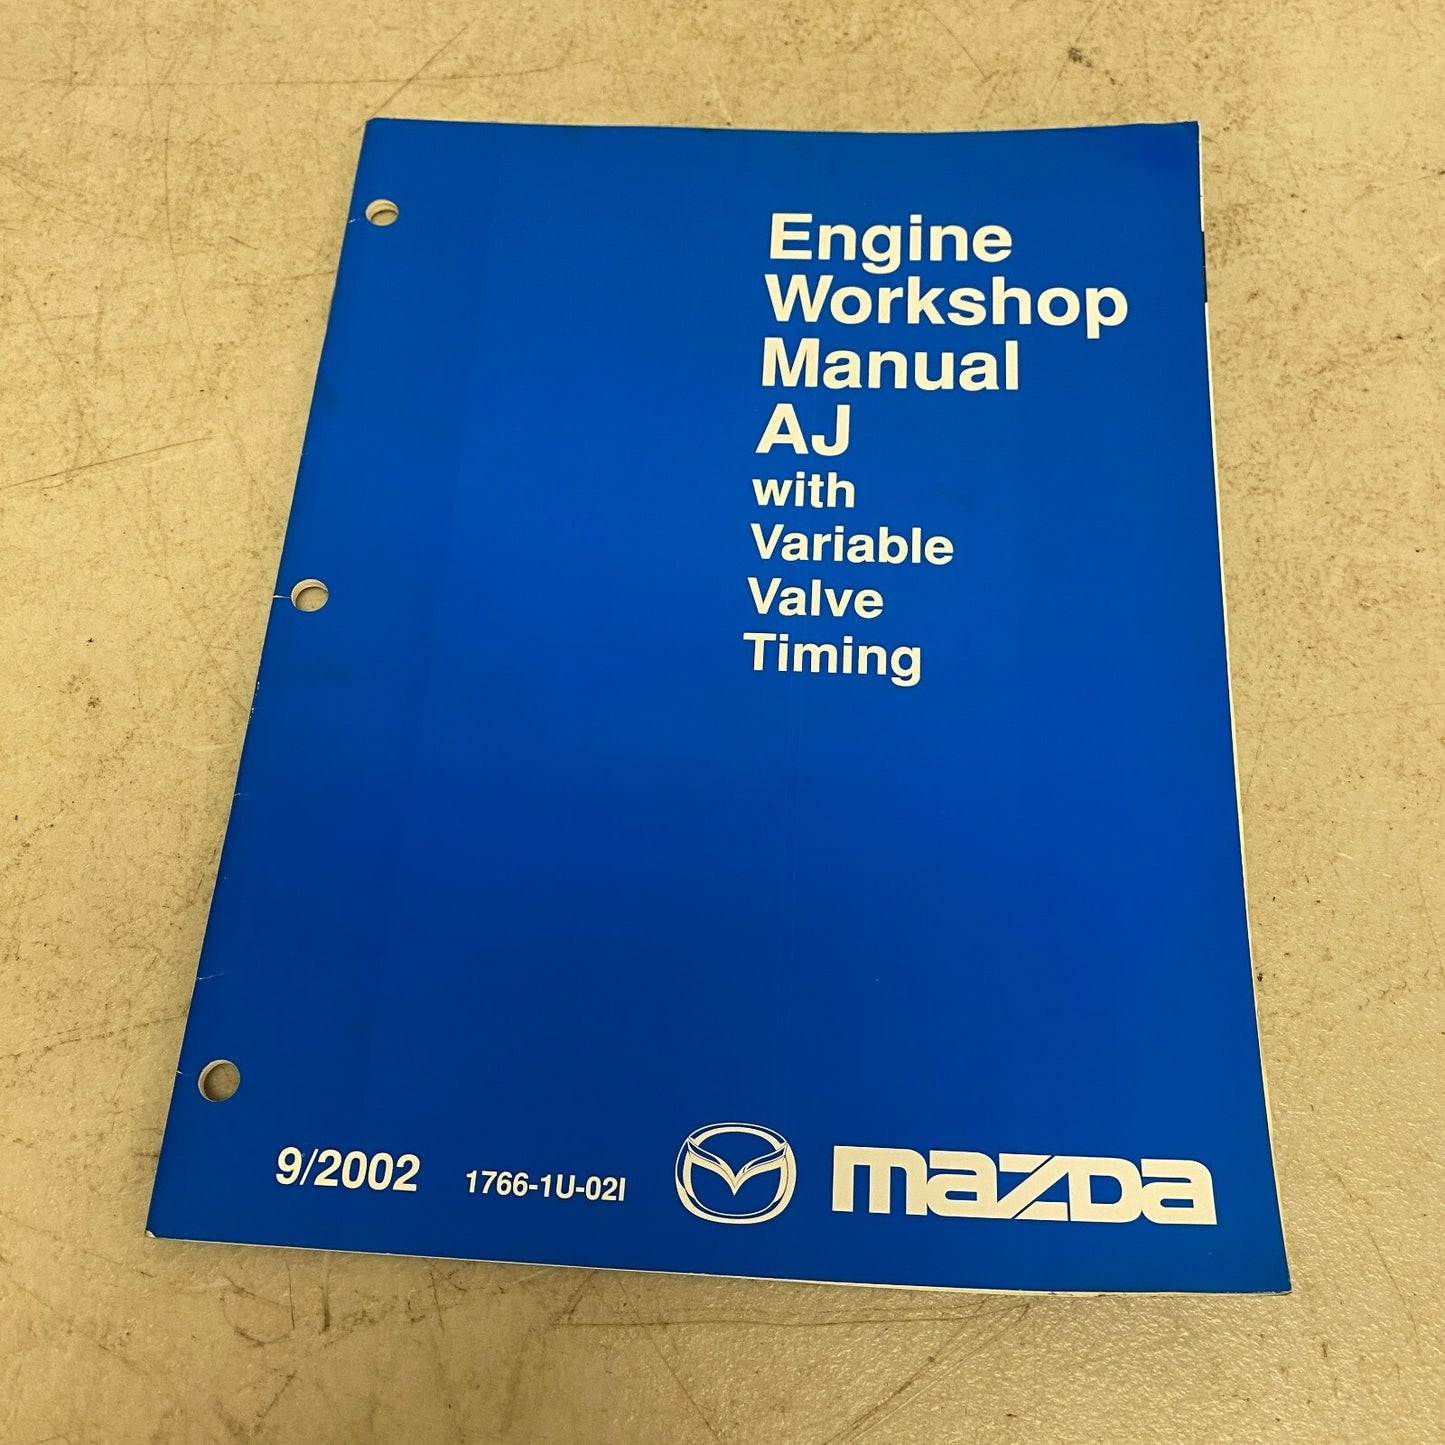 Engine
Workshop
Manual
AJ
with
Variable
Valve
Timing
9/2002 1766-1U-02I mazda